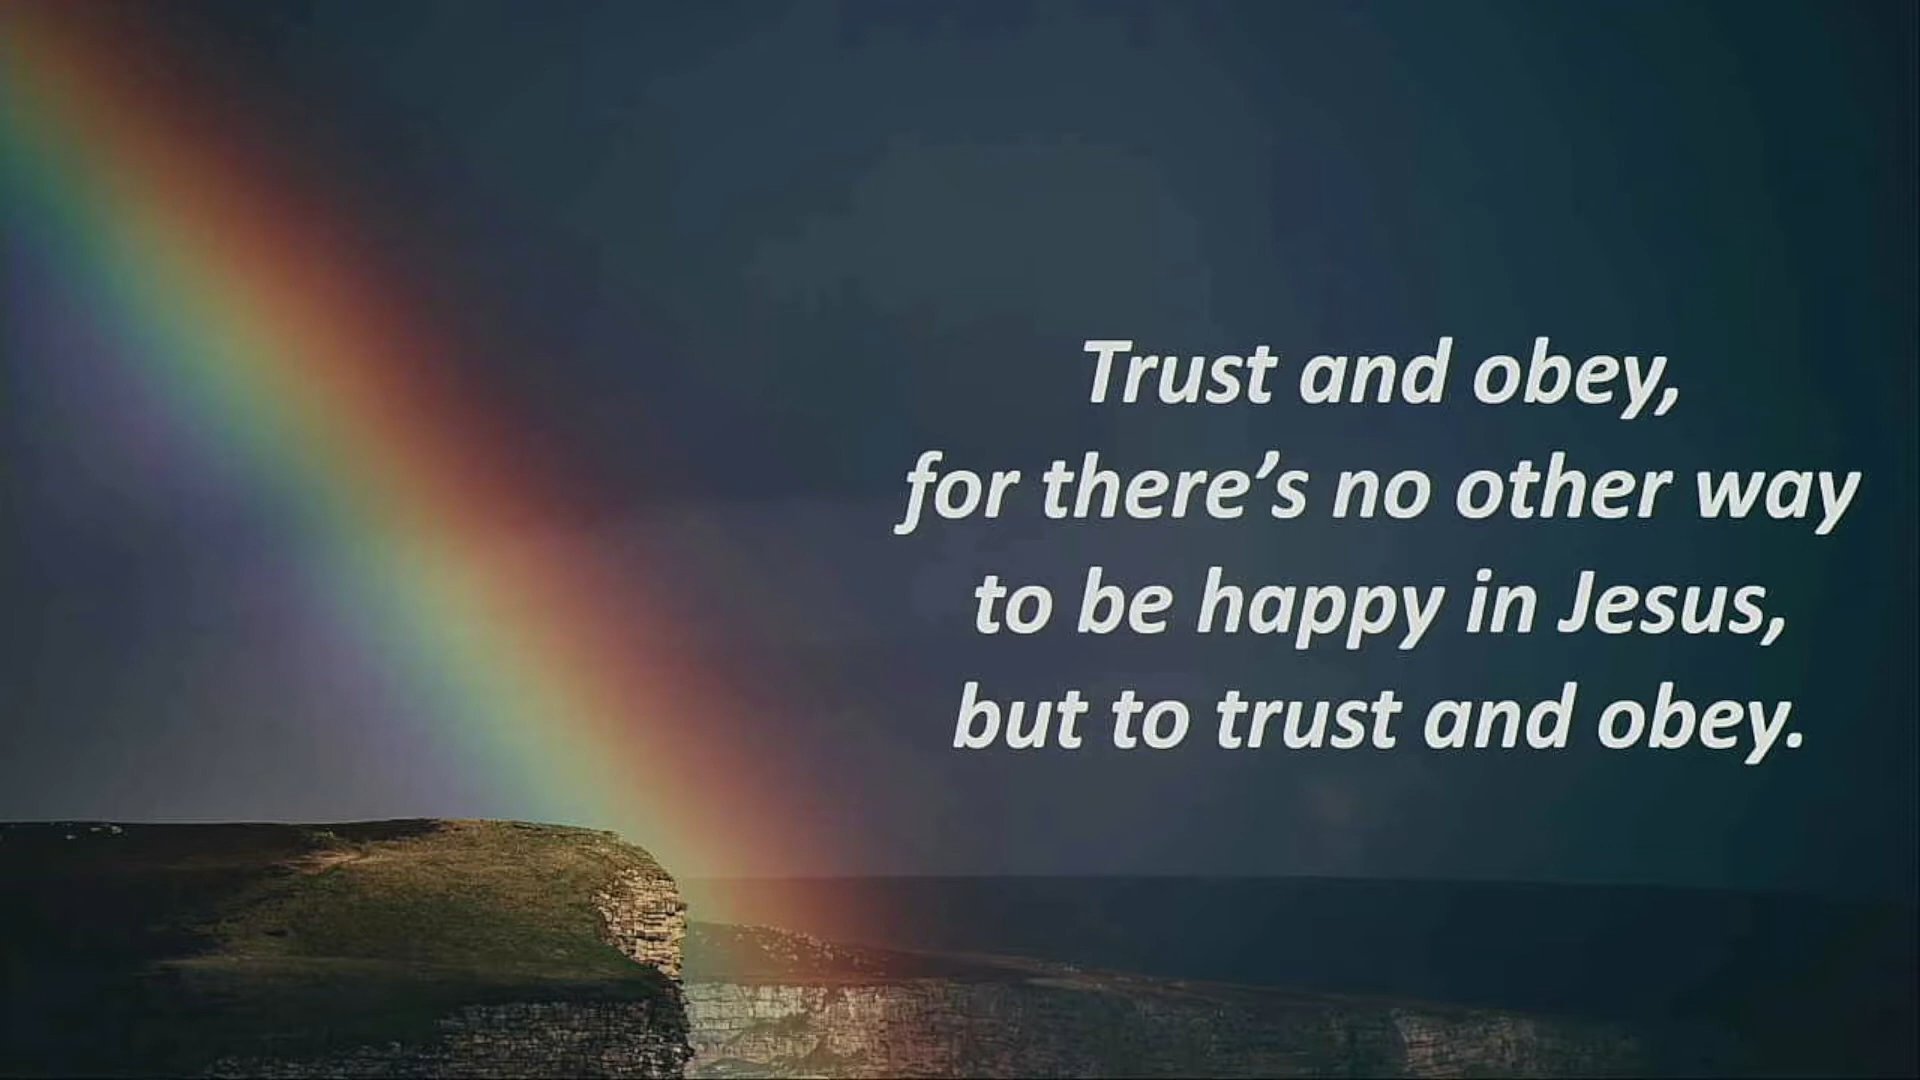 Trust and obey,
for there’s no other way
to be happy in Jesus,
but to trust and obey.